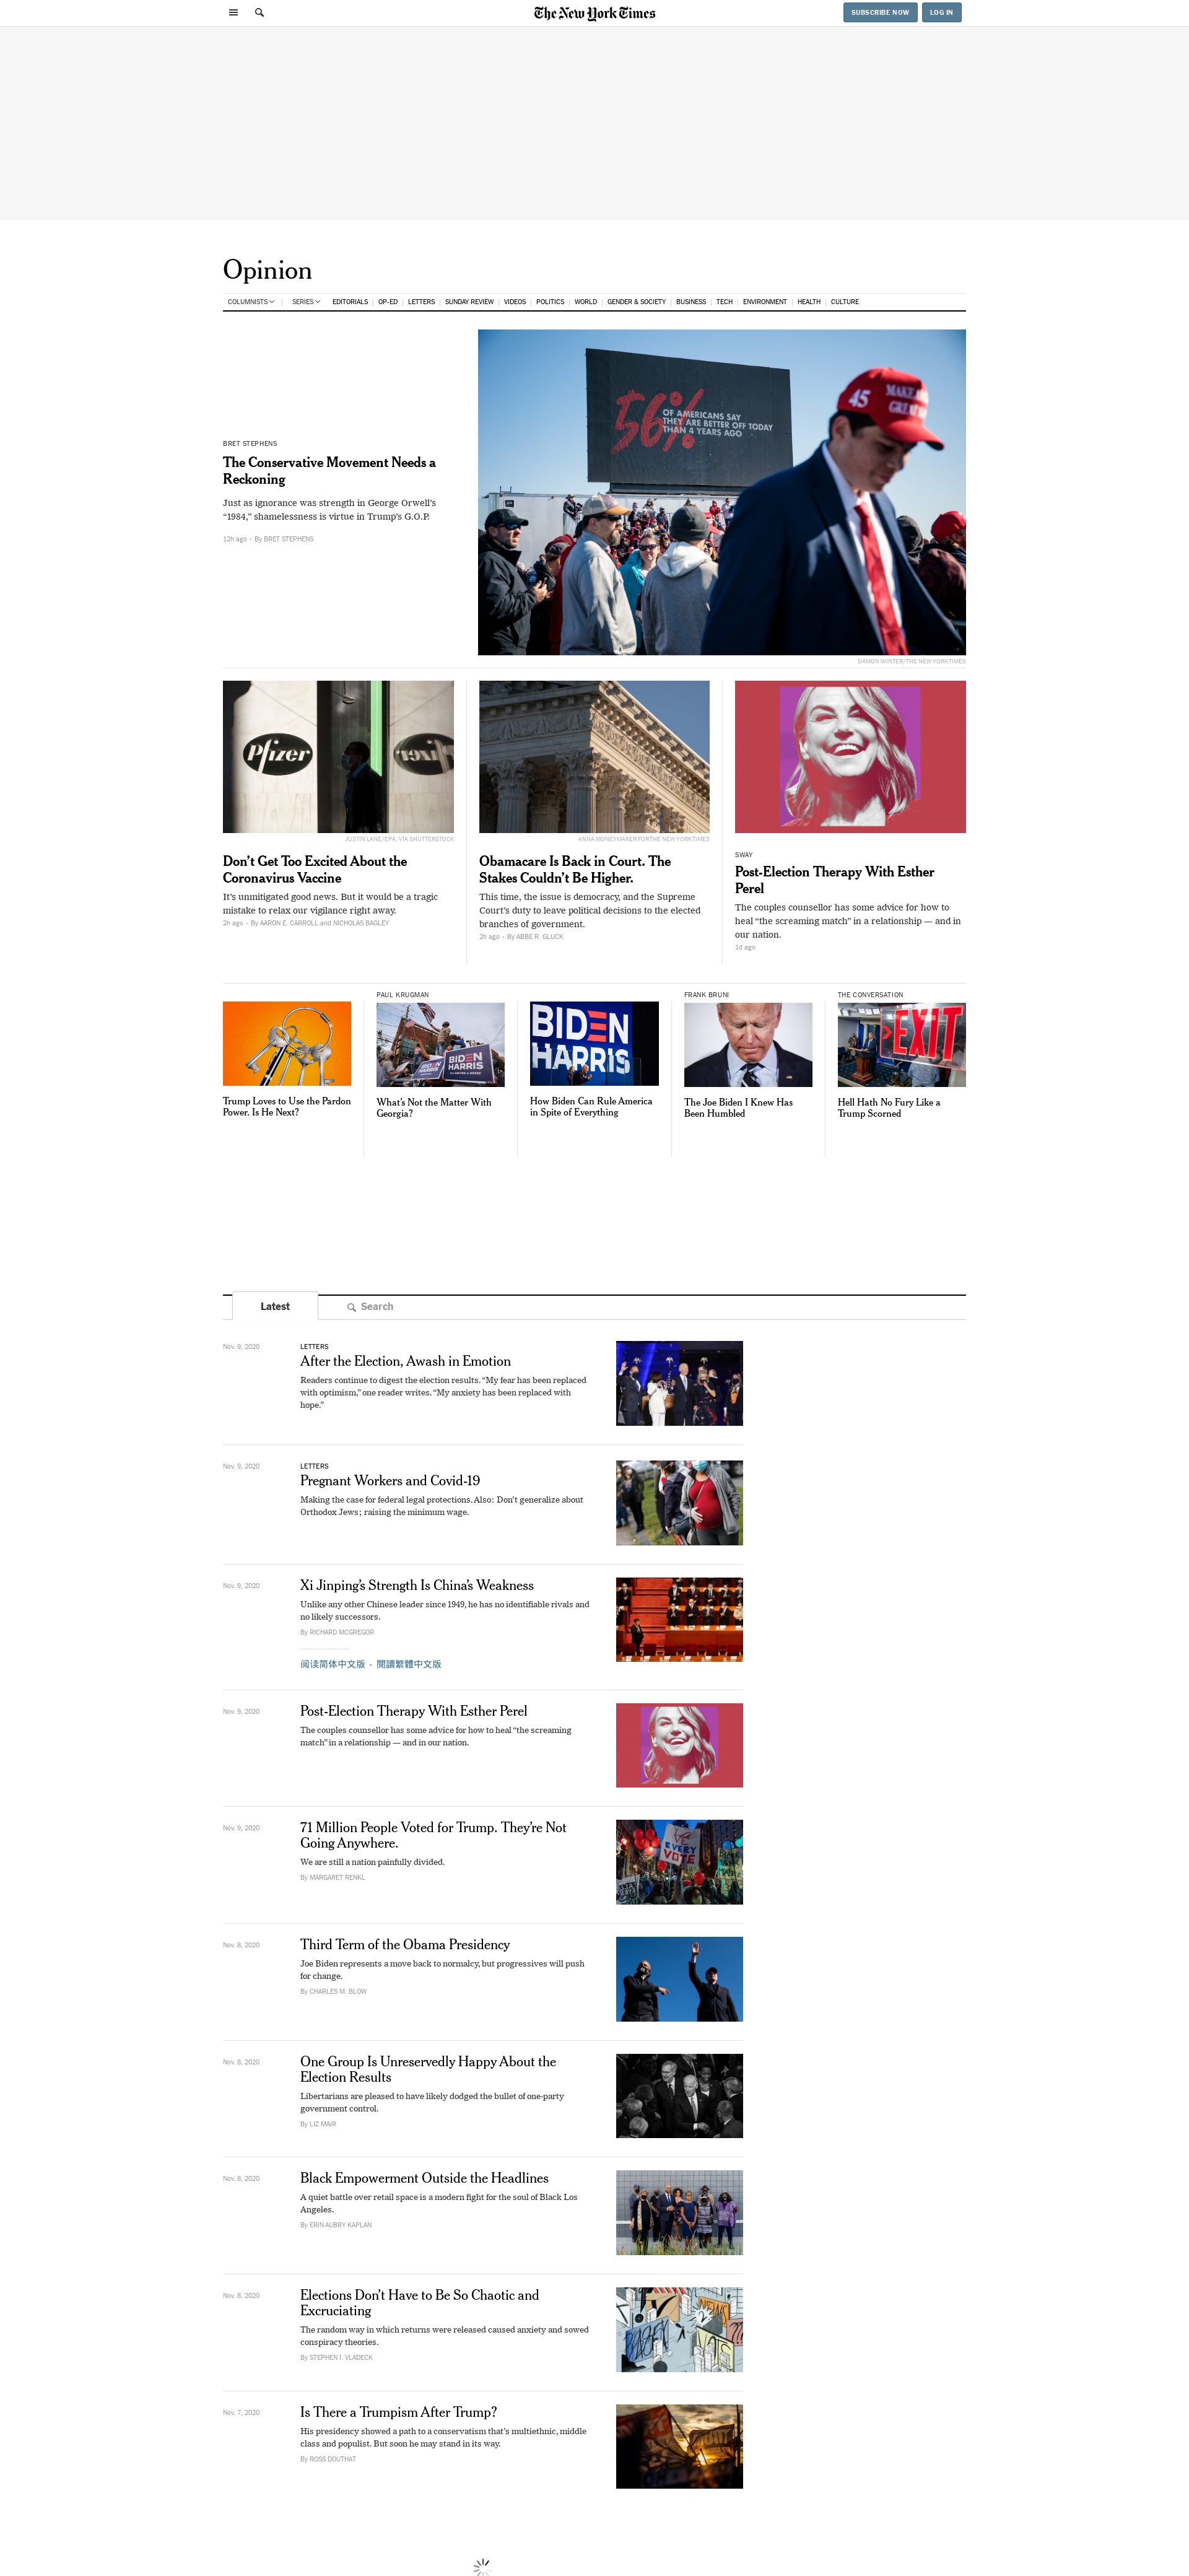 The New York Times
SUBSCRIBE NOW
LOG IN
Opinion
COLUMNISTS | SERIES EDITORIALS | OP-ED | LETTERS | SUNDAY REVIEW | VIDEOS | POLITICS | WORLD | GENDER & SOCIETY | BUSINESS | TECH | ENVIRONMENT | HEALTH | CULTURE
BRET STEPHENS
The Conservative Movement Needs a
Reckoning
Just as ignorance was strength in George Orwell’s
“1984,” shamelessness is virtue in Trump’s G.O.P.
12h ago • By BRET STEPHENS
56%
OF AMERICANS SAY
THEY ARE BETTER OFF TODAY
THAN 4 YEARS AGO
45
DAMON WINTER/THE NEW YORK TIMES
Pfizer
JUSTIN LANE/EPA, VIA SHUTTERSTOCK
Don’t Get Too Excited About the
Coronavirus Vaccine
It’s unmitigated good news. But it would be a tragic
mistake to relax our vigilance right away.
2h ago • By AARON E. CARROLL and NICHOLAS BAGLEY
ANNA MONEYMAKER FOR THE NEW YORK TIMES
Obamacare Is Back in Court. The
Stakes Couldn’t Be Higher.
This time, the issue is democracy, and the Supreme
Court’s duty to leave political decisions to the elected
branches of government.
2h ago • By ABBE R. GLUCK
SWAY
Post-Election Therapy With Esther
Perel
The couples counsellor has some advice for how to
heal “the screaming match” in a relationship — and in
our nation.
1d ago
Trump Loves to Use the Pardon
Power. Is He Next?
PAUL KRUGMAN
BIDEN
HARRIS
What’s Not the Matter With
Georgia?
BIDEN
HARRIS
How Biden Can Rule America
in Spite of Everything
FRANK BRUNI
The Joe Biden I Knew Has
Been Humbled
THE CONVERSATION
EXIT
Hell Hath No Fury Like a
Trump Scorned
Latest
Search
Nov. 9, 2020
LETTERS
After the Election, Awash in Emotion
Readers continue to digest the election results. “My fear has been replaced
with optimism,” one reader writes. “My anxiety has been replaced with
hope.”
Nov. 9, 2020
LETTERS
Pregnant Workers and Covid-19
Making the case for federal legal protections. Also: Don’t generalize about
Orthodox Jews; raising the minimum wage.
Nov. 9, 2020
Xi Jinping’s Strength Is China’s Weakness
Unlike any other Chinese leader since 1949, he has no identifiable rivals and
no likely successors.
By RICHARD MCGREGOR
阅读简体中文版 • 閱讀繁體中文版
Nov. 9, 2020
Post-Election Therapy With Esther Perel
The couples counsellor has some advice for how to heal “the screaming
match” in a relationship — and in our nation.
Nov. 9, 2020
71 Million People Voted for Trump. They’re Not
Going Anywhere.
We are still a nation painfully divided.
By MARGARET RENKL
EVERY
VOTE
Nov. 8, 2020
Third Term of the Obama Presidency
Joe Biden represents a move back to normalcy, but progressives will push
for change.
By CHARLES M. BLOW
Nov. 8, 2020
One Group Is Unreservedly Happy About the
Election Results
Libertarians are pleased to have likely dodged the bullet of one-party
government control.
By LIZ MAIR
Nov. 8, 2020
Black Empowerment Outside the Headlines
A quiet battle over retail space is a modern fight for the soul of Black Los
Angeles.
By ERIN AUBRY KAPLAN
Nov. 8, 2020
Elections Don’t Have to Be So Chaotic and
Excruciating
The random way in which returns were released caused anxiety and sowed
conspiracy theories.
By STEPHEN I. VLADECK
Nov. 7, 2020
Is There a Trumpism After Trump?
His presidency showed a path to a conservatism that’s multiethnic, middle
class and populist. But soon he may stand in its way.
By ROSS DOUTHAT